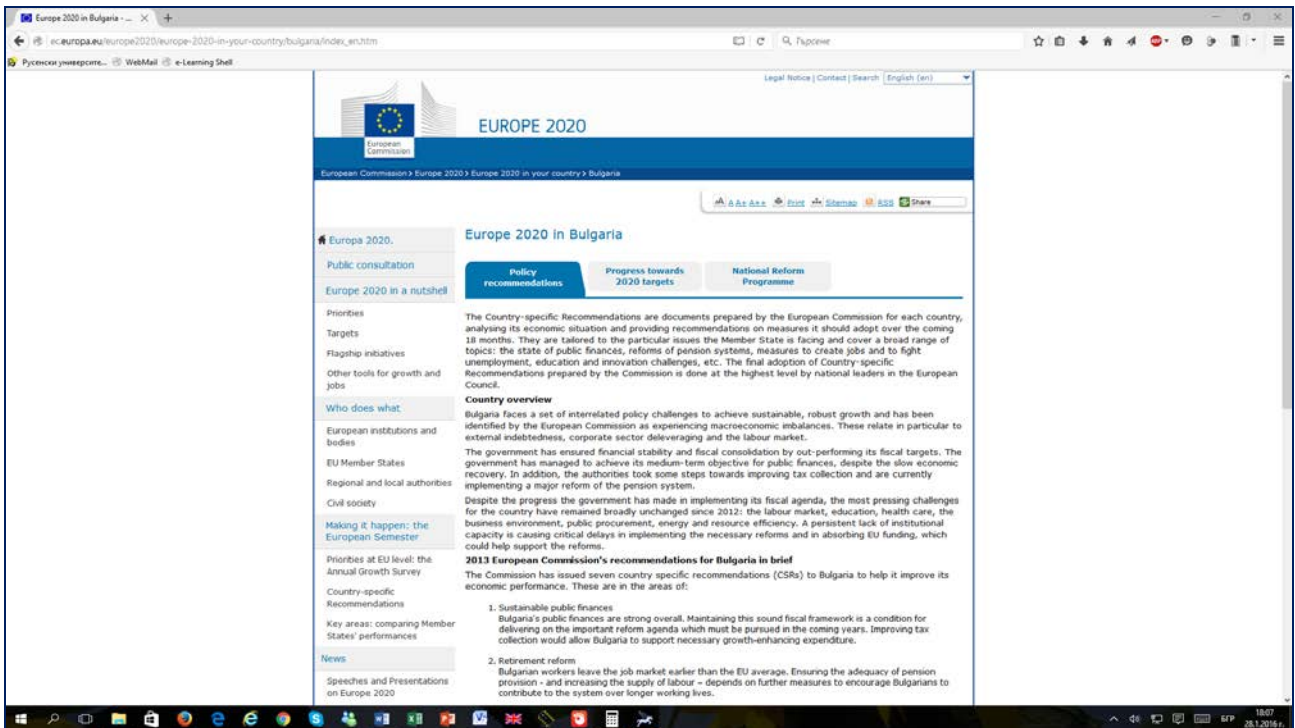 Europe 2020 in Bulgaria - ...
ec.europa.eu/europe2020/europe-2020-in-your-country/bulgaria/index_en.htm
Търсене
Русенски университе...
WebMail
e-Learning Shell
Legal Notice | Contact | Search
English (en)
European
Commission
EUROPE 2020
European Commission > Europe 2020 > Europe 2020 in your country > Bulgaria
A A+ A++ Print Sitemap RSS Share
Europa 2020.
Public consultation
Europe 2020 in a nutshell
Priorities
Targets
Flagship initiatives
Other tools for growth and
jobs
Who does what
European institutions and
bodies
EU Member States
Regional and local authorities
Civil society
Making it happen: the
European Semester
Priorities at EU level: the
Annual Growth Survey
Country-specific
Recommendations
Key areas: comparing Member
States' performances
News
Speeches and Presentations
on Europe 2020
Europe 2020 in Bulgaria
Policy
recommendations
Progress towards
2020 targets
National Reform
Programme
The Country-specific Recommendations are documents prepared by the European Commission for each country,
analysing its economic situation and providing recommendations on measures it should adopt over the coming
18 months. They are tailored to the particular issues the Member State is facing and cover a broad range of
topics: the state of public finances, reforms of pension systems, measures to create jobs and to fight
unemployment, education and innovation challenges, etc. The final adoption of Country-specific
Recommendations prepared by the Commission is done at the highest level by national leaders in the European
Council.
Country overview
Bulgaria faces a set of interrelated policy challenges to achieve sustainable, robust growth and has been
identified by the European Commission as experiencing macroeconomic imbalances. These relate in particular to
external indebtedness, corporate sector deleveraging and the labour market.
The government has ensured financial stability and fiscal consolidation by out-performing its fiscal targets. The
government has managed to achieve its medium-term objective for public finances, despite the slow economic
recovery. In addition, the authorities took some steps towards improving tax collection and are currently
implementing a major reform of the pension system.
Despite the progress the government has made in implementing its fiscal agenda, the most pressing challenges
for the country have remained broadly unchanged since 2012: the labour market, education, health care, the
business environment, public procurement, energy and resource efficiency. A persistent lack of institutional
capacity is causing critical delays in implementing the necessary reforms and in absorbing EU funding, which
could help support the reforms.
2013 European Commission's recommendations for Bulgaria in brief
The Commission has issued seven country specific recommendations (CSRs) to Bulgaria to help it improve its
economic performance. These are in the areas of:
1. Sustainable public finances
Bulgaria's public finances are strong overall. Maintaining this sound fiscal framework is a condition for
delivering on the important reform agenda which must be pursued in the coming years. Improving tax
collection would allow Bulgaria to support necessary growth-enhancing expenditure.
2. Retirement reform
Bulgarian workers leave the job market earlier than the EU average. Ensuring the adequacy of pension
provision - and increasing the supply of labour – depends on further measures to encourage Bulgarians to
contribute to the system over longer working lives.
БГР
18:07
28.1.2016 г.